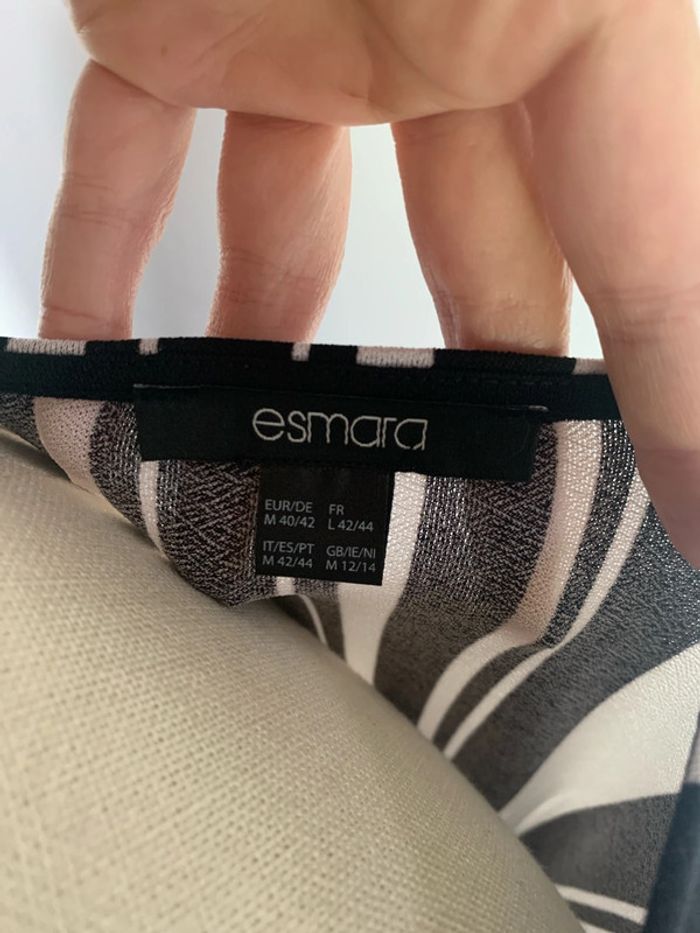 esmara
EUR/DE FR
M 40/42 L 42/44
IT/ES/PT GB/IE/NI
M 42/44 M 12/14